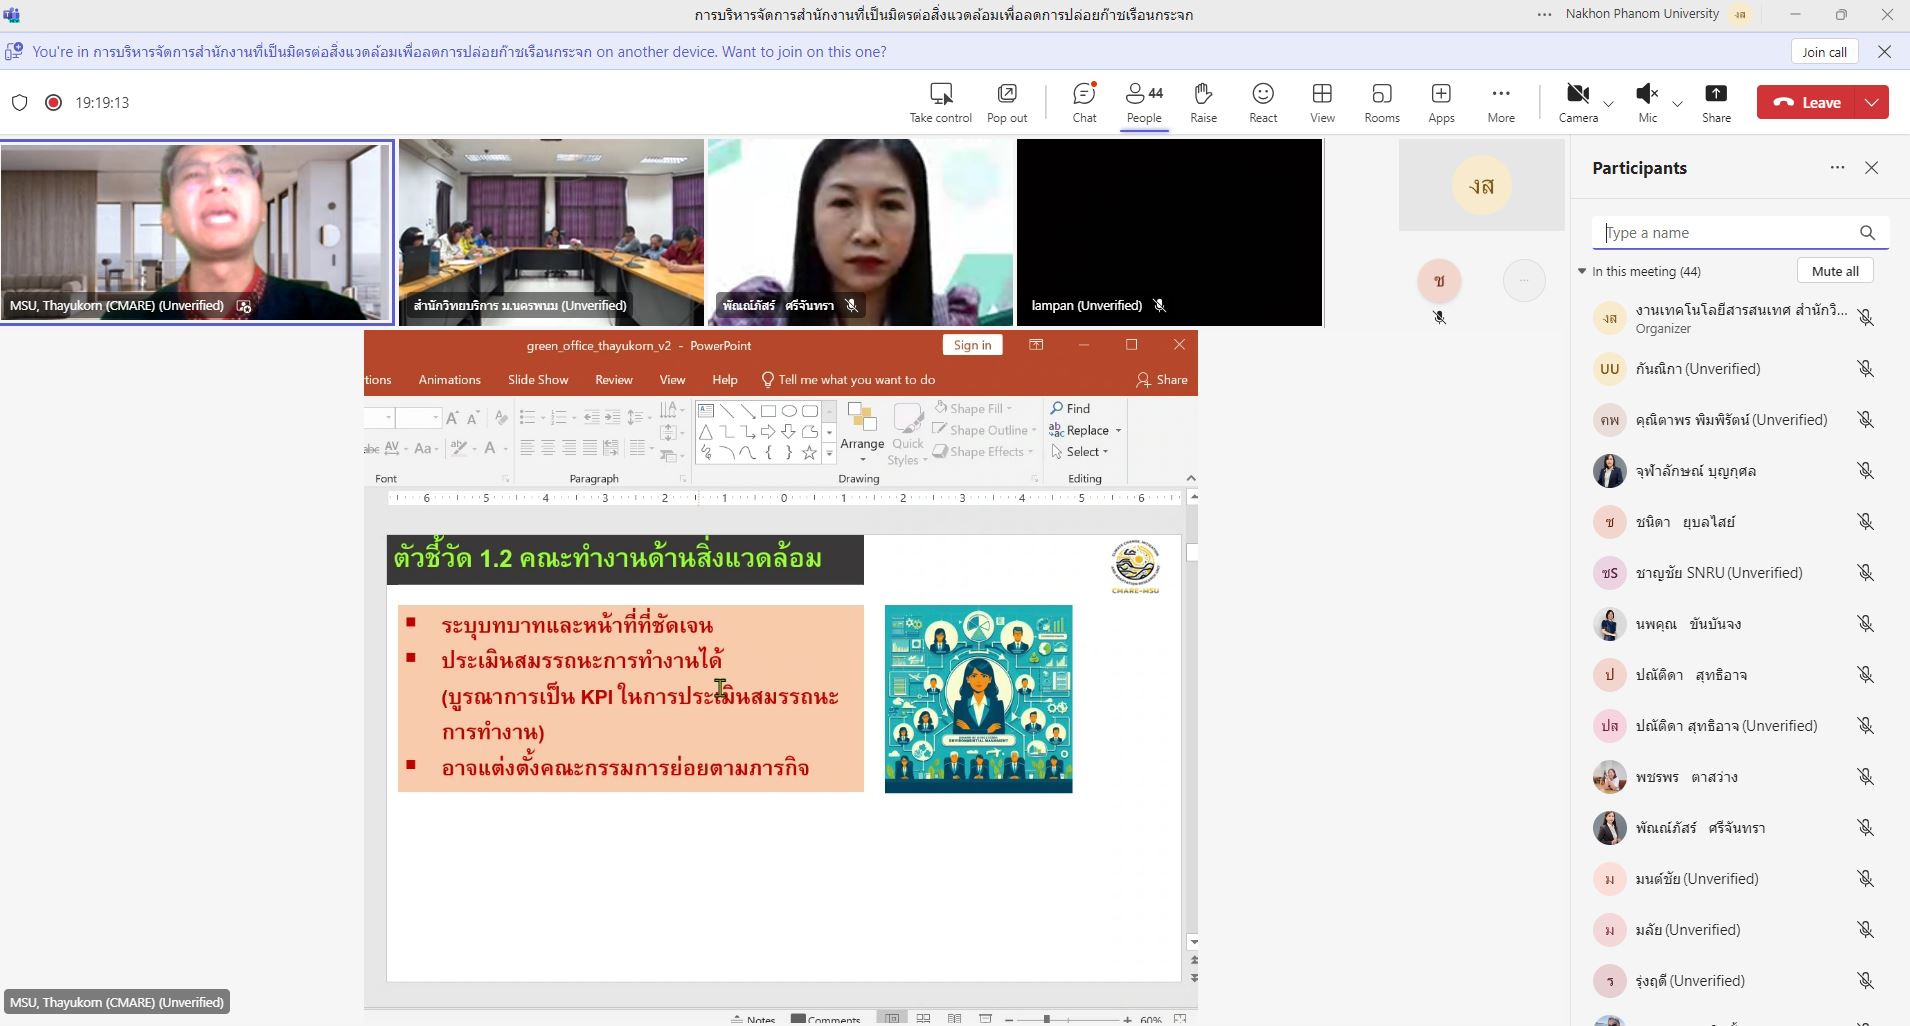 การบริหารจัดการสำนักงานที่เป็นมิตรต่อสิ่งแวดล้อมเพื่อลดการปล่อยก๊าซเรือนกระจก
Nakhon Phanom University
งส
You're in การบริหารจัดการสำนักงานที่เป็นมิตรต่อสิ่งแวดล้อมเพื่อลดการปล่อยก๊าซเรือนกระจก on another device. Want to join on this one?
Join call
19:19:13
Take control
Pop out
Chat
44
People
Raise
React
View
Rooms
Apps
More
Camera
Mic
Share
Leave
MSU, Thayukorn (CMARE) (Unverified)
สำนักวิทยบริการ ม.นครพนม (Unverified)
พัณณ์ภัสร์ ศรีจันทรา
lampan (Unverified)
งส
ช
green_office_thayukorn_v2 - PowerPoint
Sign in
tions
Animations
Slide Show
Review
View
Help
Tell me what you want to do
Share
Shape Fill
Shape Outline
Shape Effects
Arrange
Quick
Styles
Find
Replace
Select
Font
Paragraph
Drawing
Editing
6 5 4 3 2 1 0 1 2 3 4 5 6
ตัวชี้วัด 1.2 คณะทำงานด้านสิ่งแวดล้อม
CMARE-MSU
ระบุบทบาทและหน้าที่ที่ชัดเจน
ประเมินสมรรถนะการทำงานได้
(บูรณาการเป็น KPI ในการประเมินสมรรถนะ
การทำงาน)
อาจแต่งตั้งคณะกรรมการย่อยตามภารกิจ
Notes
Comments
60%
MSU, Thayukorn (CMARE) (Unverified)
Participants
Type a name
In this meeting (44)
Mute all
งส
งานเทคโนโลยีสารสนเทศ สำนักวิ...
Organizer
UU
กันณิกา (Unverified)
คพ
คุณิตาพร พิมพิรัตน์ (Unverified)
จุฬาลักษณ์ บุญกุศล
ช
ชนิดา ยุบลไสย์
ชS
ชาญชัย SNRU (Unverified)
นพคุณ ขันบันจง
ป
ปณัติดา สุทธิอาจ
ปส
ปณัติดา สุทธิอาจ (Unverified)
พชรพร ตาสว่าง
พัณณ์ภัสร์ ศรีจันทรา
ม
มนต์ชัย (Unverified)
ม
มลัย (Unverified)
ร
รุ่งฤดี (Unverified)